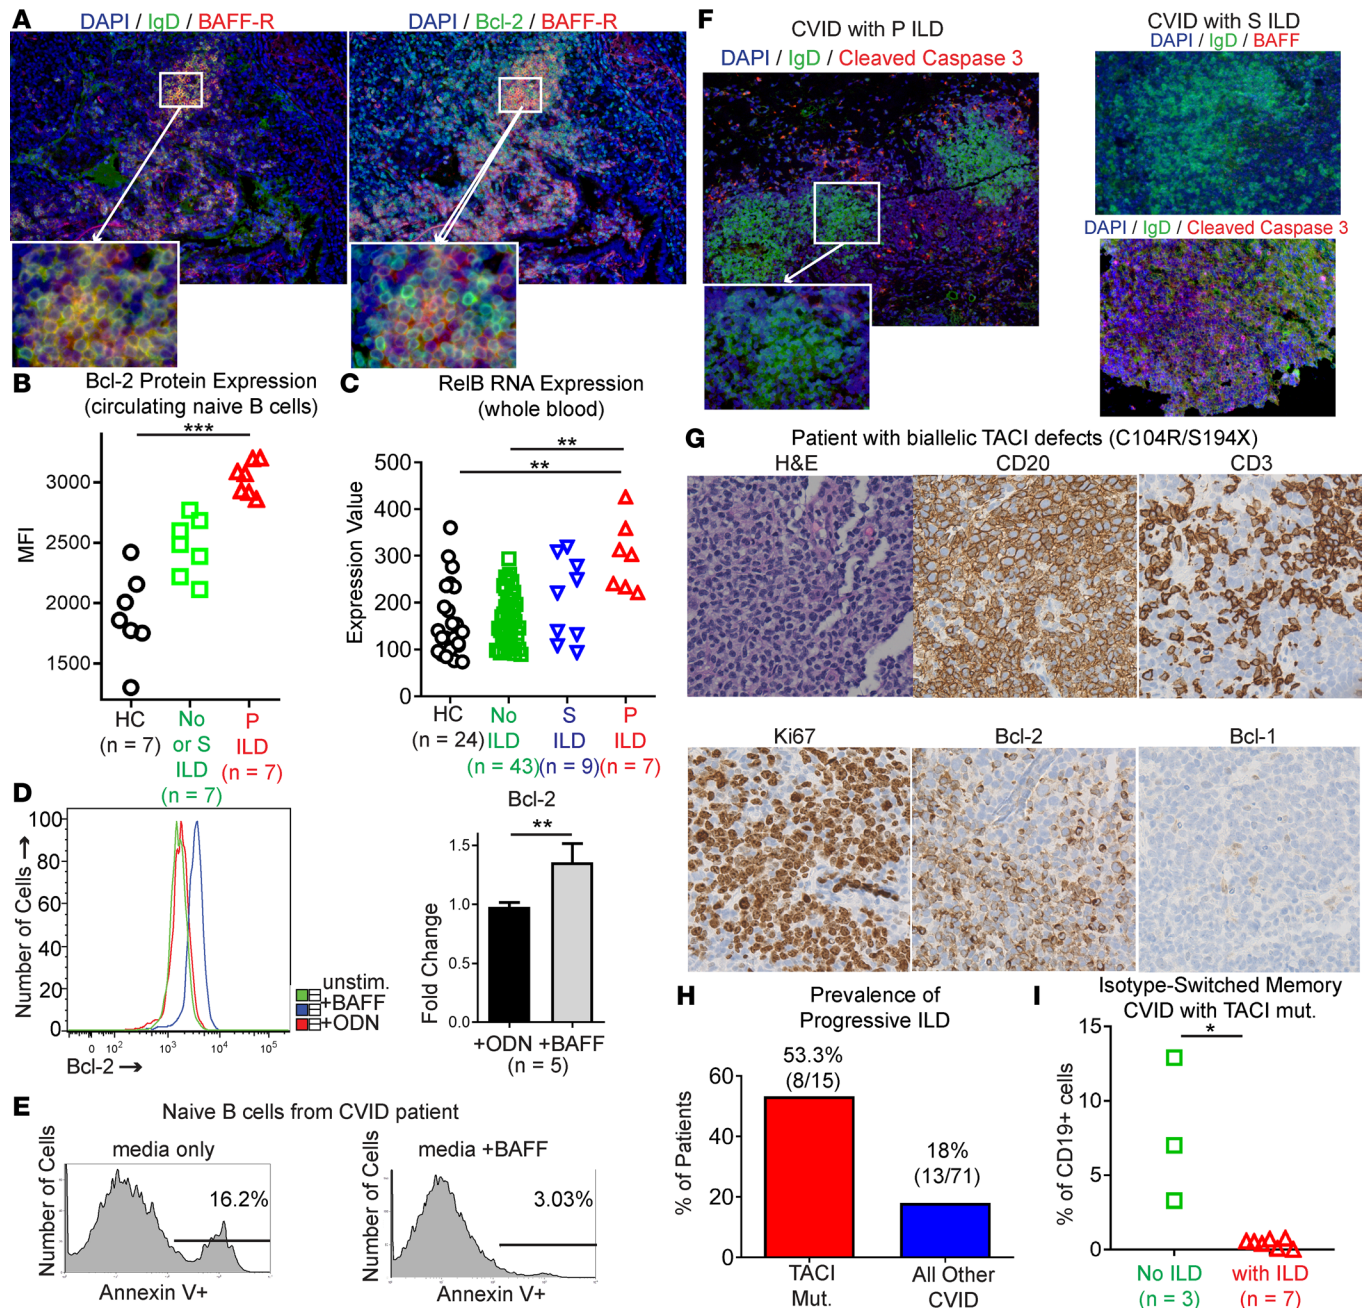 A
DAPI / IgD / BAFF-R
DAPI / Bcl-2 / BAFF-R
B
Bcl-2 Protein Expression
(circulating naive B cells)
***
MFI
3000
2500
2000
1500
HC
(n = 7)
No
or S
ILD
(n = 7)
P
ILD
(n = 7)
C
RelB RNA Expression
(whole blood)
**
**
Expression Value
500
400
300
200
100
0
HC
(n = 24)
No
ILD
(n = 43)
S
ILD
(n = 9)
P
ILD
(n = 7)
D
Number of Cells →
100
80
60
40
20
0
0 10² 10³ 10⁴ 10⁵
Bcl-2 →
unstim.
+BAFF
+ODN
Bcl-2
**
Fold Change
1.5
1.0
0.5
0.0
+ODN +BAFF
(n = 5)
E
Naive B cells from CVID patient
media only
Number of Cells
16.2%
Annexin V+
media +BAFF
Number of Cells
3.03%
Annexin V+
F
CVID with P ILD
DAPI / IgD / Cleaved Caspase 3
CVID with S ILD
DAPI / IgD / BAFF
DAPI / IgD / Cleaved Caspase 3
G
Patient with biallelic TACI defects (C104R/S194X)
H&E
CD20
CD3
Ki67
Bcl-2
Bcl-1
H
Prevalence of
Progressive ILD
% of Patients
60
40
20
0
53.3%
(8/15)
18%
(13/71)
TACI
Mut.
All Other
CVID
I
Isotype-Switched Memory
CVID with TACI mut.
*
% of CD19+ cells
15
10
5
0
No ILD
(n = 3)
with ILD
(n = 7)